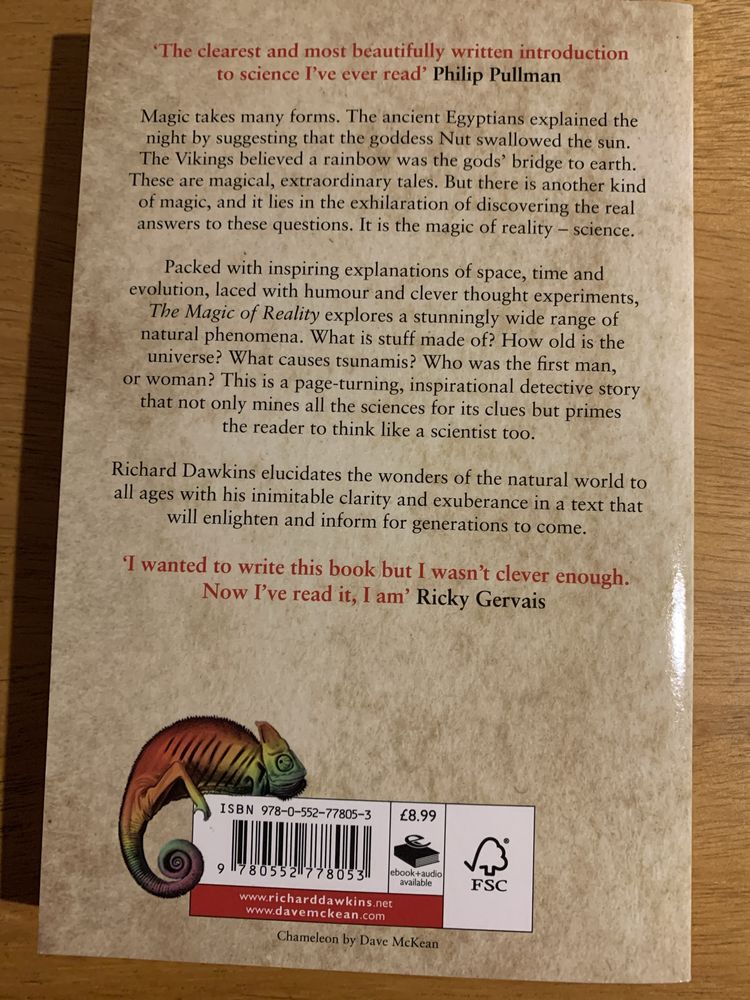 ‘The clearest and most beautifully written introduction
to science I’ve ever read’ Philip Pullman
Magic takes many forms. The ancient Egyptians explained the
night by suggesting that the goddess Nut swallowed the sun.
The Vikings believed a rainbow was the gods’ bridge to earth.
These are magical, extraordinary tales. But there is another kind
of magic, and it lies in the exhilaration of discovering the real
answers to these questions. It is the magic of reality – science.
Packed with inspiring explanations of space, time and
evolution, laced with humour and clever thought experiments,
The Magic of Reality explores a stunningly wide range of
natural phenomena. What is stuff made of? How old is the
universe? What causes tsunamis? Who was the first man,
or woman? This is a page-turning, inspirational detective story
that not only mines all the sciences for its clues but primes
the reader to think like a scientist too.
Richard Dawkins elucidates the wonders of the natural world to
all ages with his inimitable clarity and exuberance in a text that
will enlighten and inform for generations to come.
‘I wanted to write this book but I wasn’t clever enough.
Now I’ve read it, I am’ Ricky Gervais
ISBN 978-0-552-77805-3
9 780552 778053
£8.99
e
ebook+audio
available
FSC
www.richarddawkins.net
www.davemckean.com
Chameleon by Dave McKean